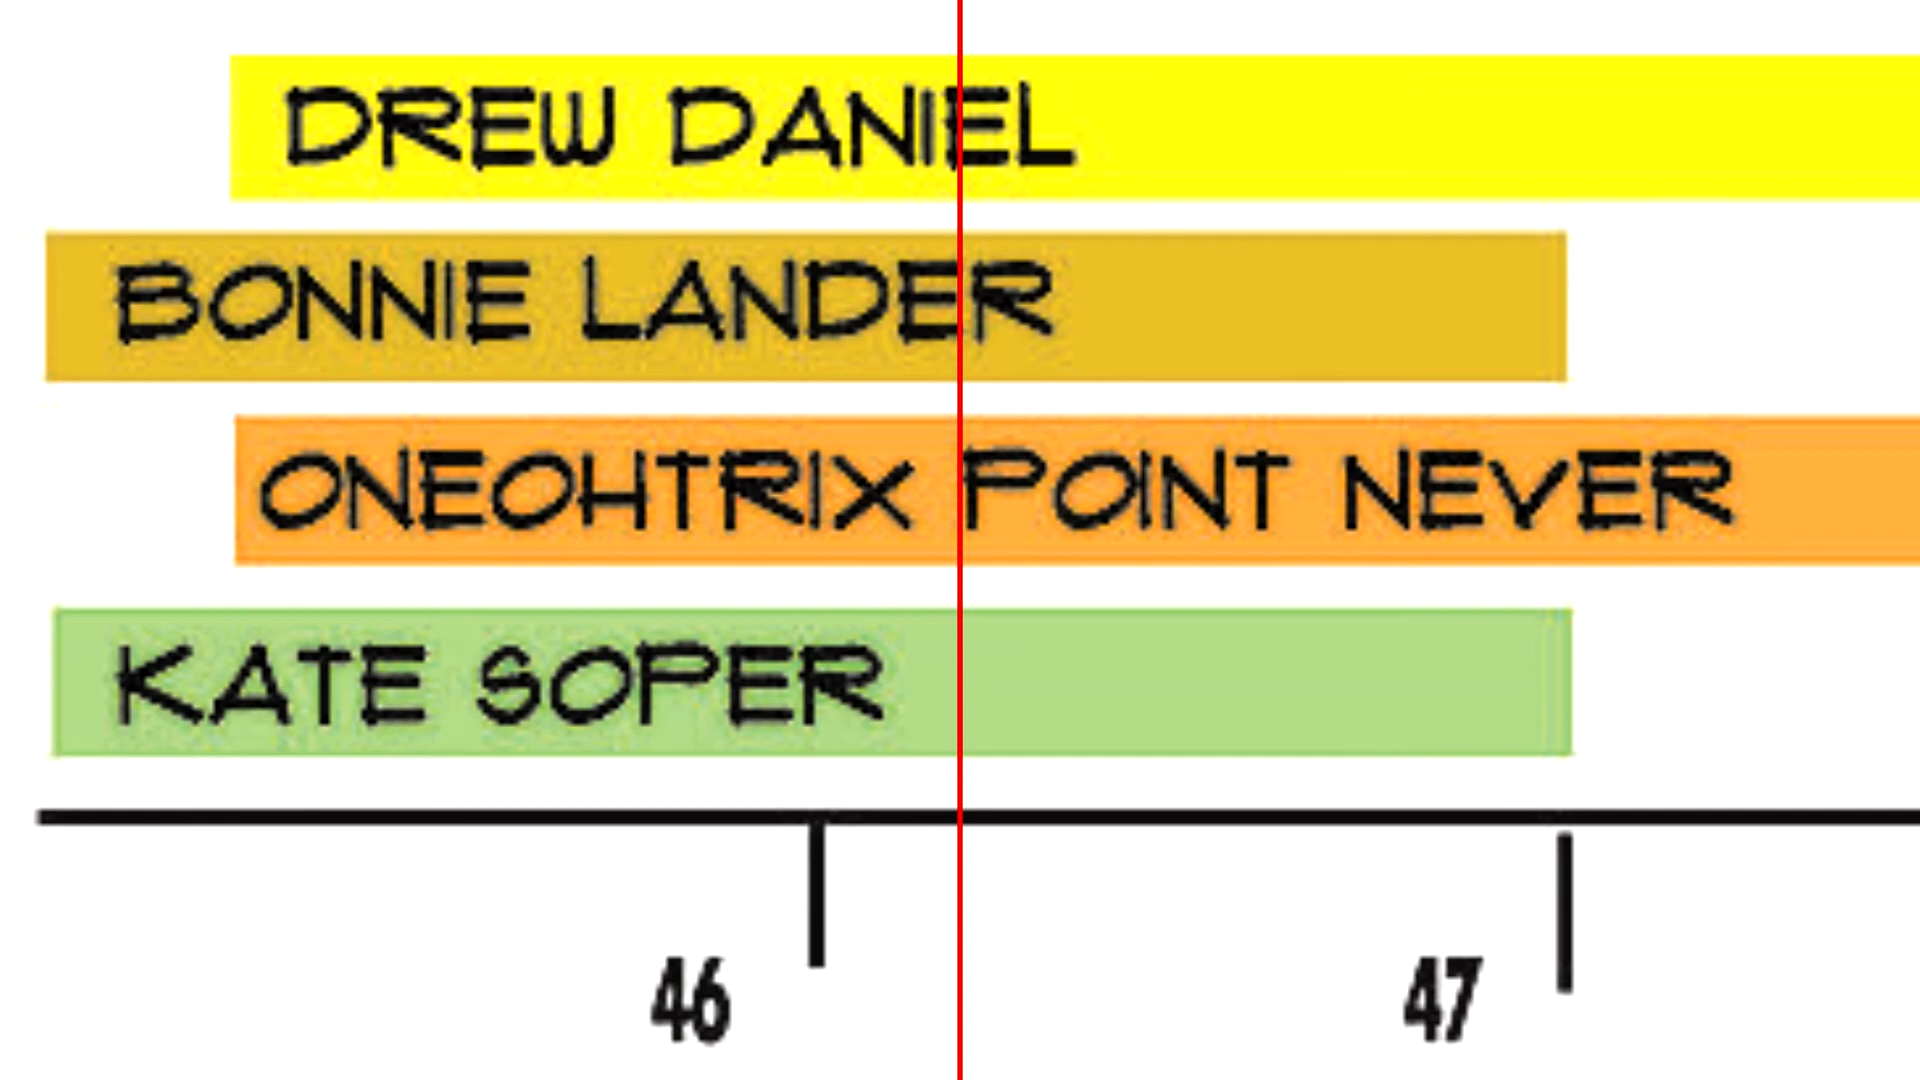 DREW DANIEL
BONNIE LANDER
ONEOHTRIX POINT NEVER
KATE SOPER
46 47